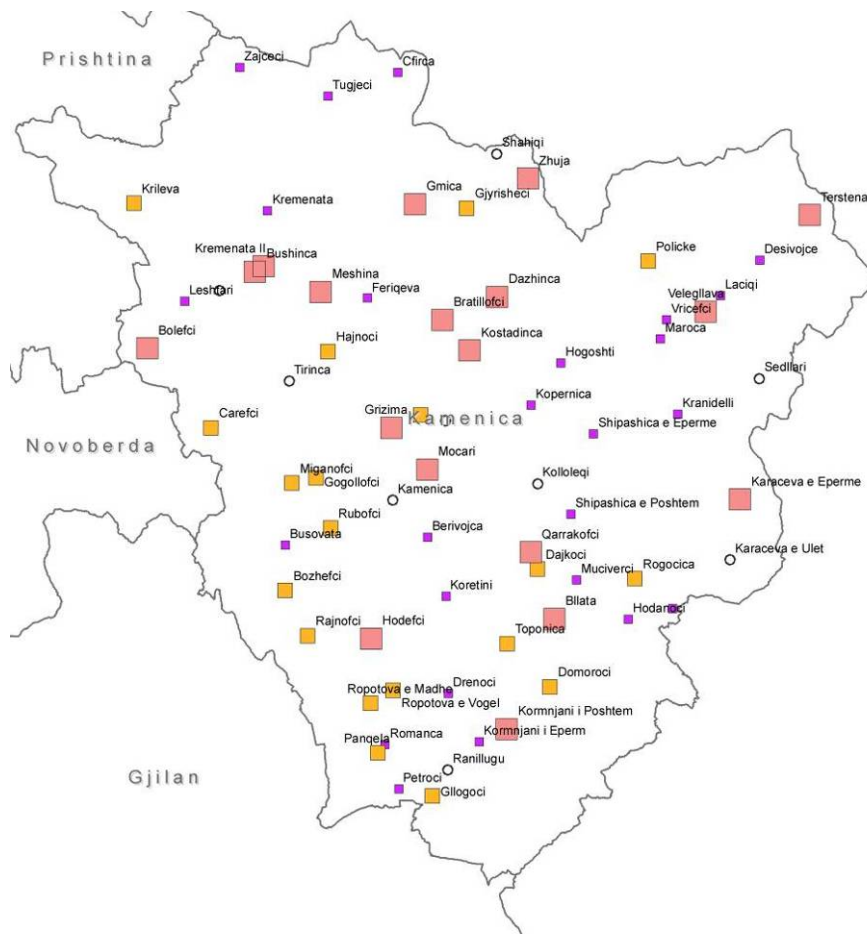 Prishtina
Zajceci
Cfirca
Tugjeci
Shahiqi
Zhuja
Krileva
Kremenata
Gmica
Gjyrisheci
Terstena
Policke
Desivojce
Kremenata II
Bushinca
Leshtari
Meshina
Feriqeva
Dazhinca
Bratillofci
Velegllava
Laciqi
Vricefci
Maroca
Bolefci
Hajnoci
Kostadinca
Hogoshti
Tirinca
Sedllari
Carefci
Grizima
Kamenica
Kopernica
Kranidelli
Shipashica e Eperme
Novoberda
Mocari
Miganofci
Gogollofci
Kamenica
Kolloleqi
Karaceva e Eperme
Rubofci
Shipashica e Poshtem
Busovata
Berivojca
Qarrakofci
Dajkoci
Karaceva e Ulet
Bozhefci
Koretini
Muciverci
Rogocica
Rajnofci
Hodefci
Bllata
Hodanoci
Toponica
Ropotova e Madhe
Drenoci
Domoroci
Ropotova e Vogel
Kormnjani i Poshtem
Panqela
Romanca
Kormnjani i Eperm
Ranillugu
Gjilan
Petroci
Gllogoci